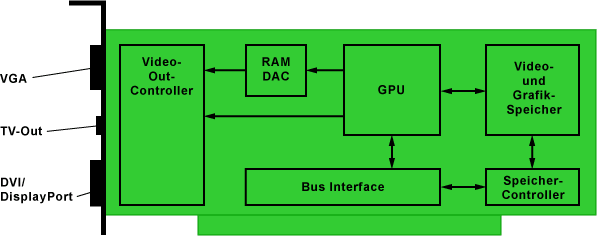 VGA
TV-Out
DVI/
DisplayPort
Video-
Out-
Controller
RAM
DAC
GPU
Video-
und
Grafik-
Speicher
Bus Interface
Speicher-
Controller